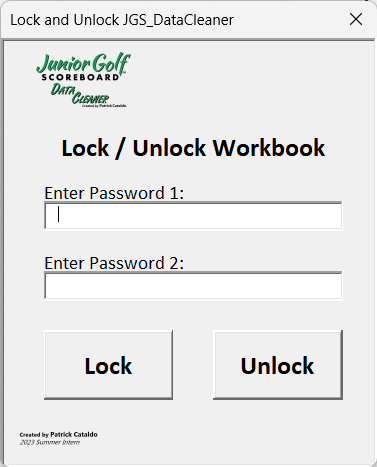 Lock and Unlock JGS_DataCleaner
Junior Golf
SCOREBOARD
DATA
CLEANER
Created by Patrick Cataldo
Lock / Unlock Workbook
Enter Password 1:
Enter Password 2:
Lock
Unlock
Created by Patrick Cataldo
2023 Summer Intern